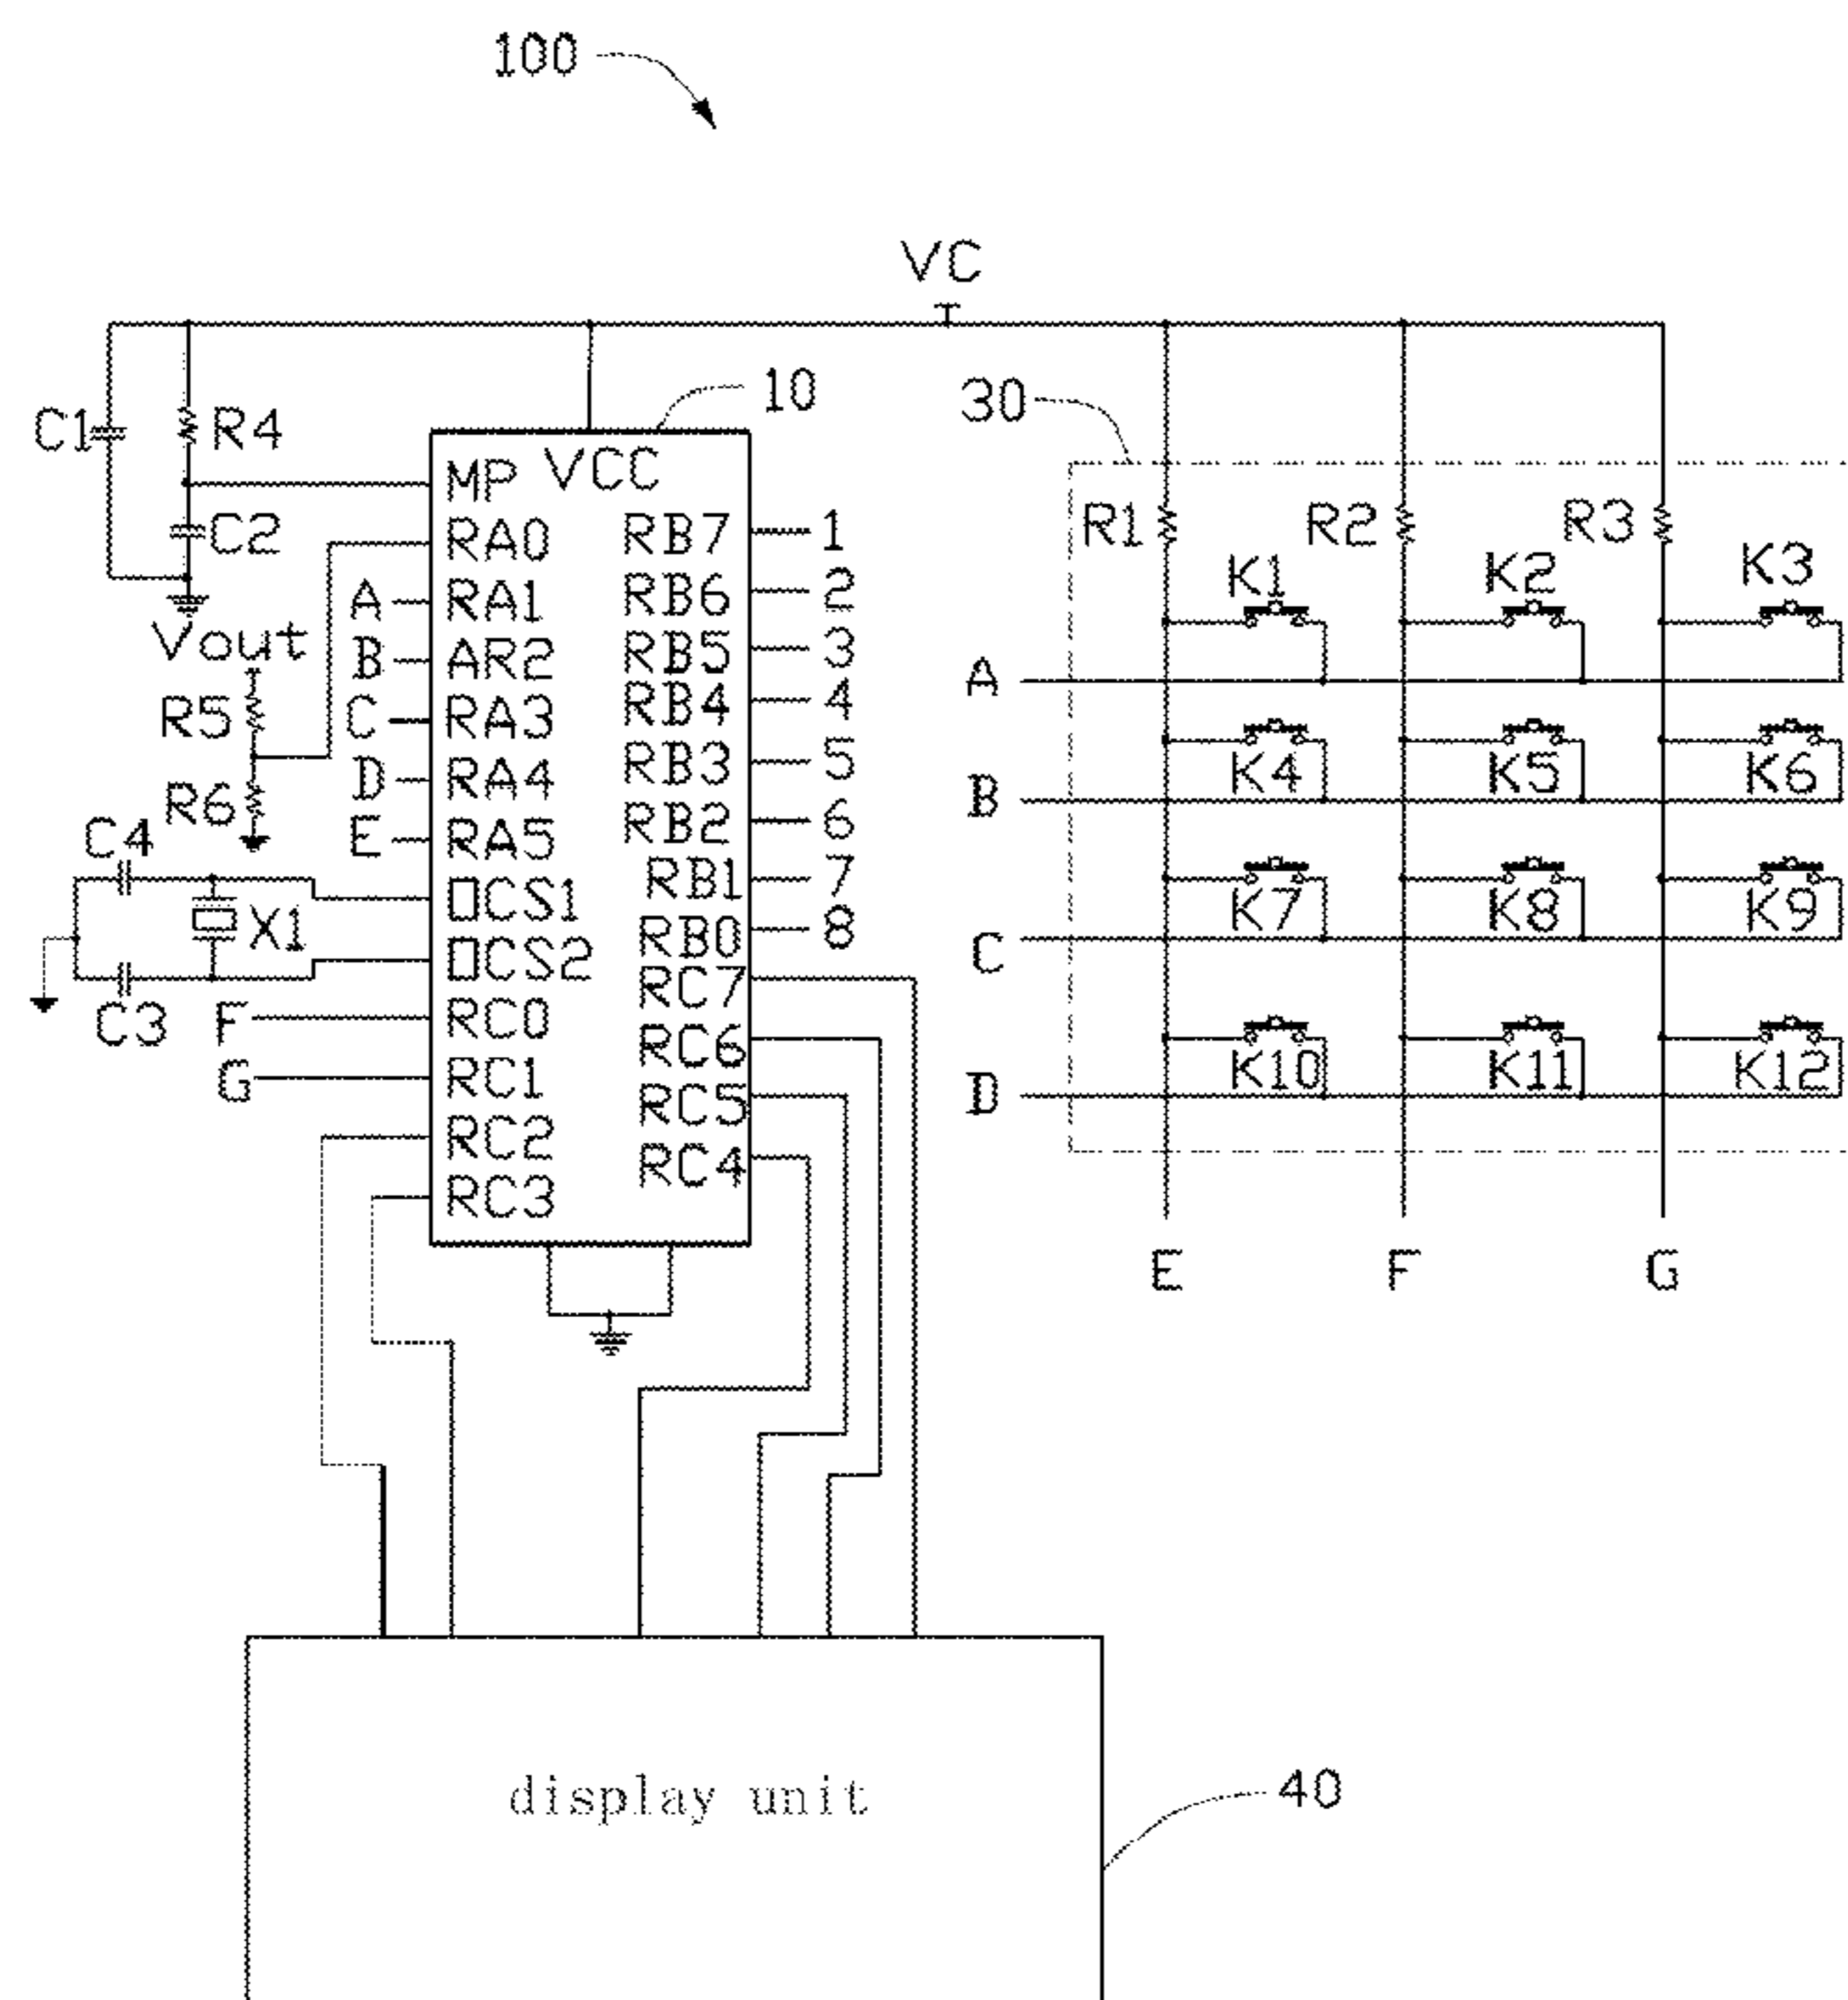 100
VC
10
30
C1
R4
MP
VCC
C2
RA0
RB7
1
R1
R2
R3
K1
K2
K3
A
RA1
RB6
2
Vout
B
AR2
RB5
3
A
R5
C
RA3
RB4
4
K4
K5
K6
D
RA4
RB3
5
B
R6
C4
E
RA5
RB2
6
RB1
7
K7
K8
K9
OCS1
X1
RB0
8
C
OCS2
RC7
C3
F
RC0
RC6
K10
K11
K12
G
RC1
RC5
D
RC2
RC4
RC3
E
F
G
display unit
40